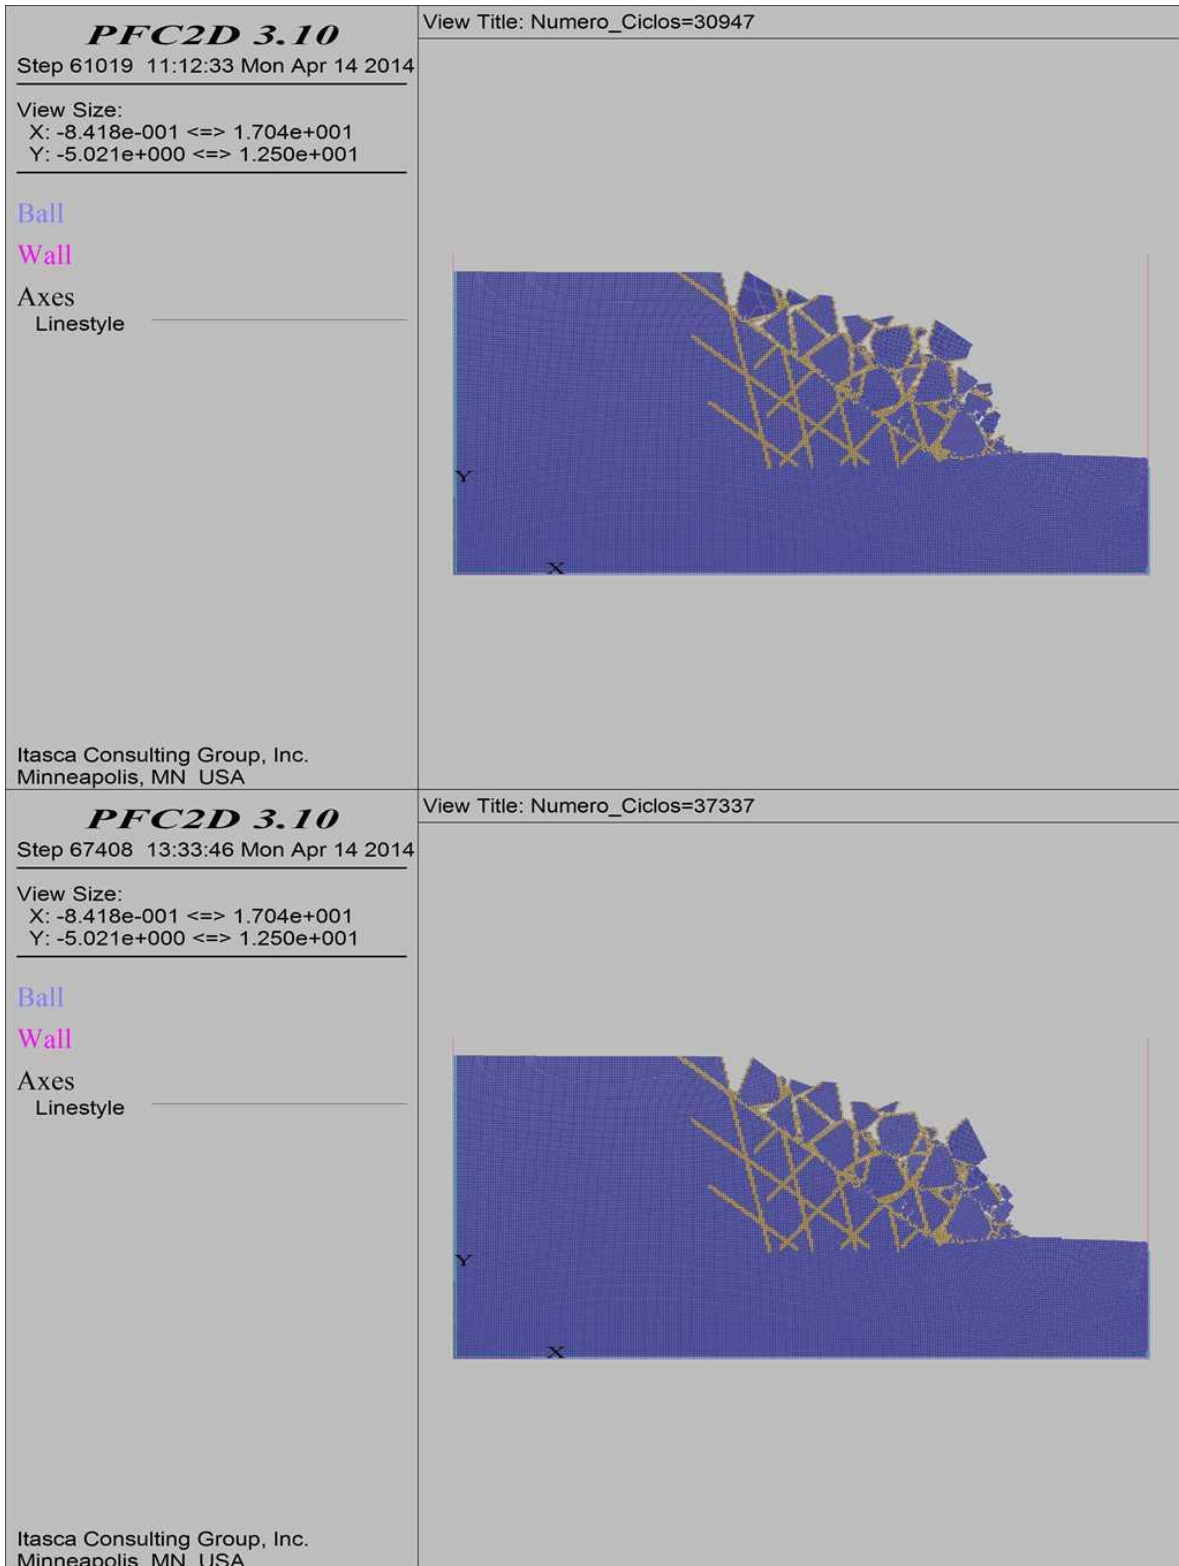 PFC2D 3.10
Step 61019  11:12:33 Mon Apr 14 2014
View Size:
X: -8.418e-001 <=> 1.704e+001
Y: -5.021e+000 <=> 1.250e+001
Ball
Wall
Axes
Linestyle
Itasca Consulting Group, Inc.
Minneapolis, MN  USA
View Title: Numero_Ciclos=30947
Y
X
PFC2D 3.10
Step 67408  13:33:46 Mon Apr 14 2014
View Size:
X: -8.418e-001 <=> 1.704e+001
Y: -5.021e+000 <=> 1.250e+001
Ball
Wall
Axes
Linestyle
Itasca Consulting Group, Inc.
Minneapolis, MN  USA
View Title: Numero_Ciclos=37337
Y
X